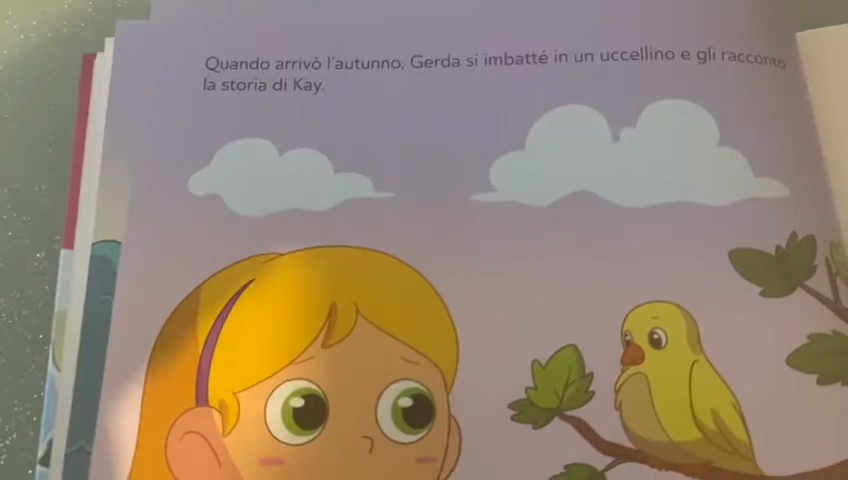 Quando arrivò l'autunno, Gerda si imbatté in un uccellino e gli raccontò
la storia di Kay.